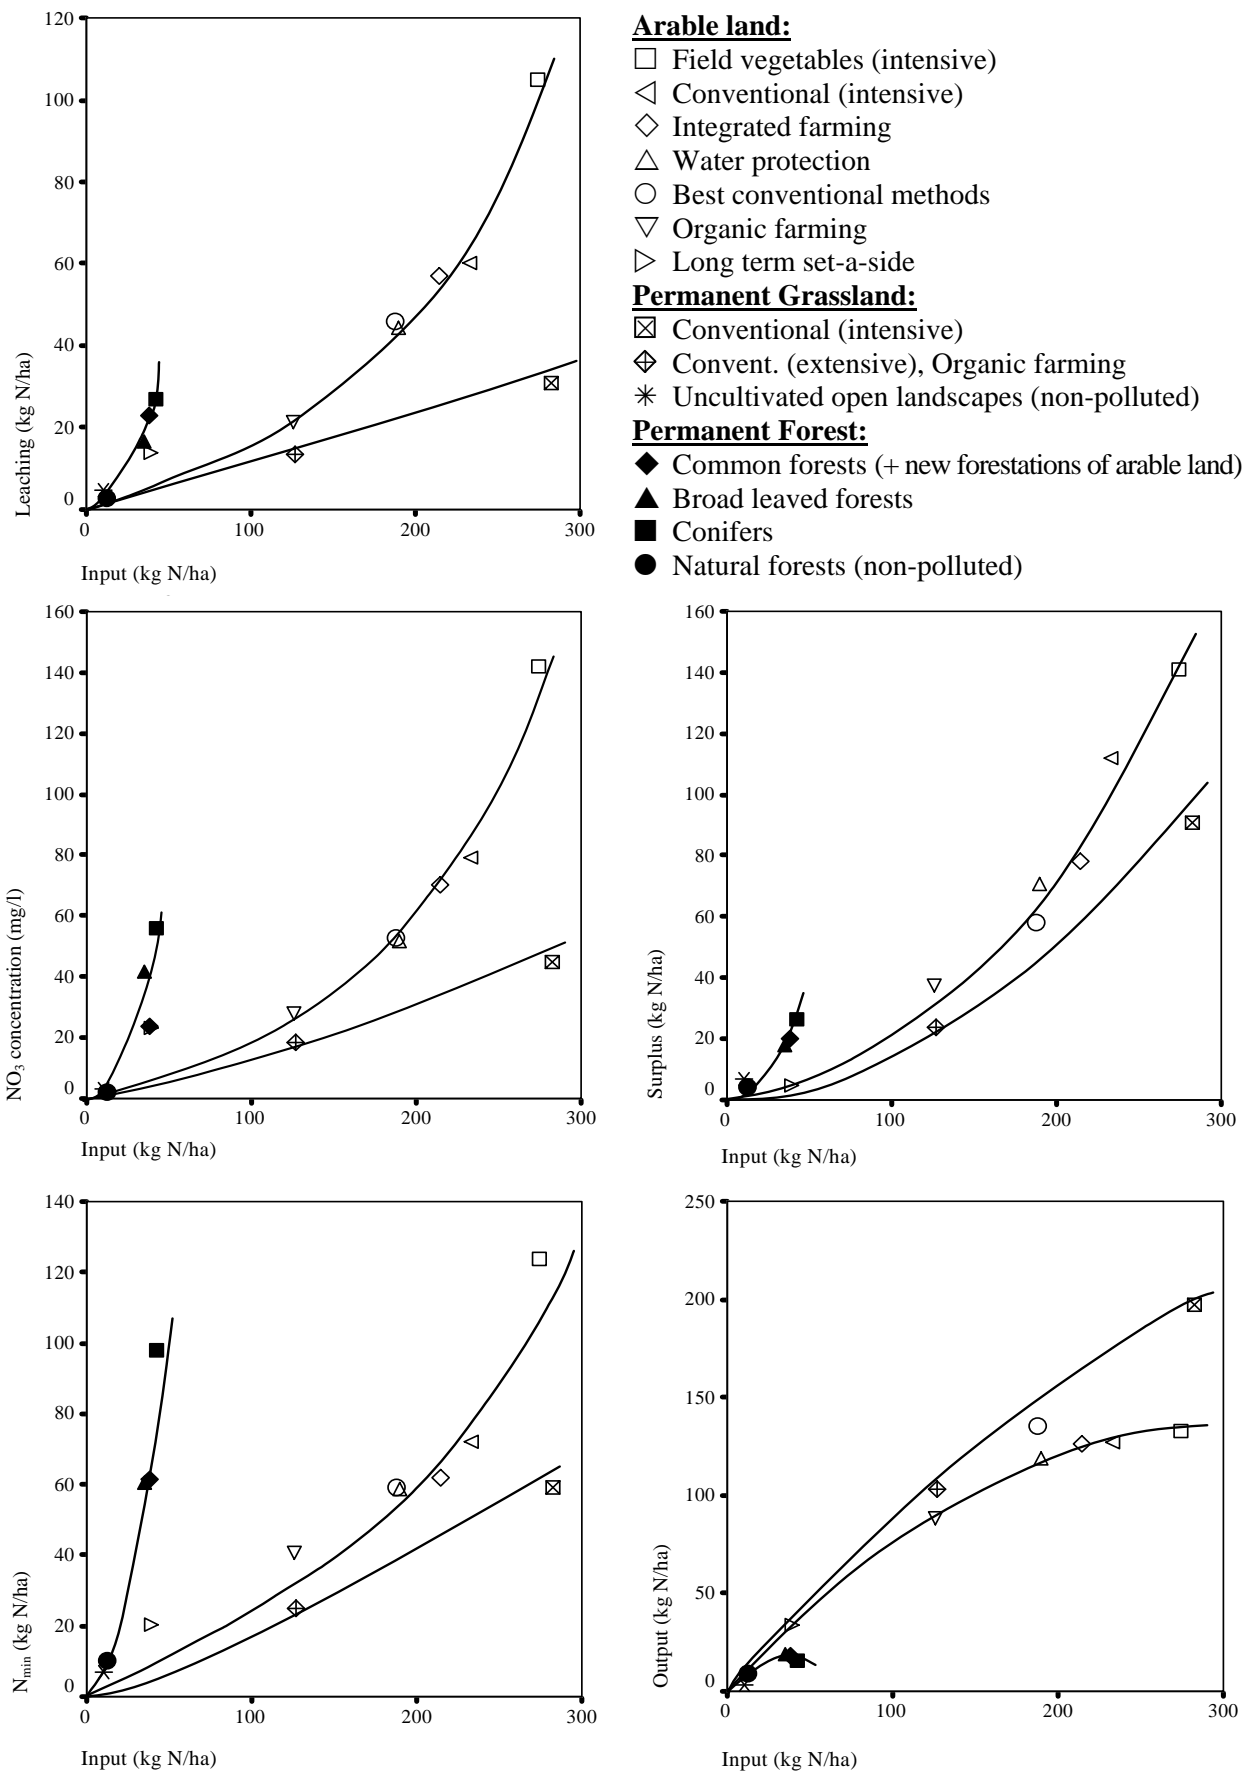 Arable land:
Field vegetables (intensive)
Conventional (intensive)
Integrated farming
Water protection
Best conventional methods
Organic farming
Long term set-a-side
Permanent Grassland:
Conventional (intensive)
Convent. (extensive), Organic farming
Uncultivated open landscapes (non-polluted)
Permanent Forest:
Common forests (+ new forestations of arable land)
Broad leaved forests
Conifers
Natural forests (non-polluted)
120
100
80
60
40
20
0
Leaching (kg N/ha)
0 100 200 300
Input (kg N/ha)
160
140
120
100
80
60
40
20
0
NO3 concentration (mg/l)
0 100 200 300
Input (kg N/ha)
160
140
120
100
80
60
40
20
0
Surplus (kg N/ha)
0 100 200 300
Input (kg N/ha)
140
120
100
80
60
40
20
0
Nmin (kg N/ha)
0 100 200 300
Input (kg N/ha)
250
200
150
100
50
0
Output (kg N/ha)
0 100 200 300
Input (kg N/ha)